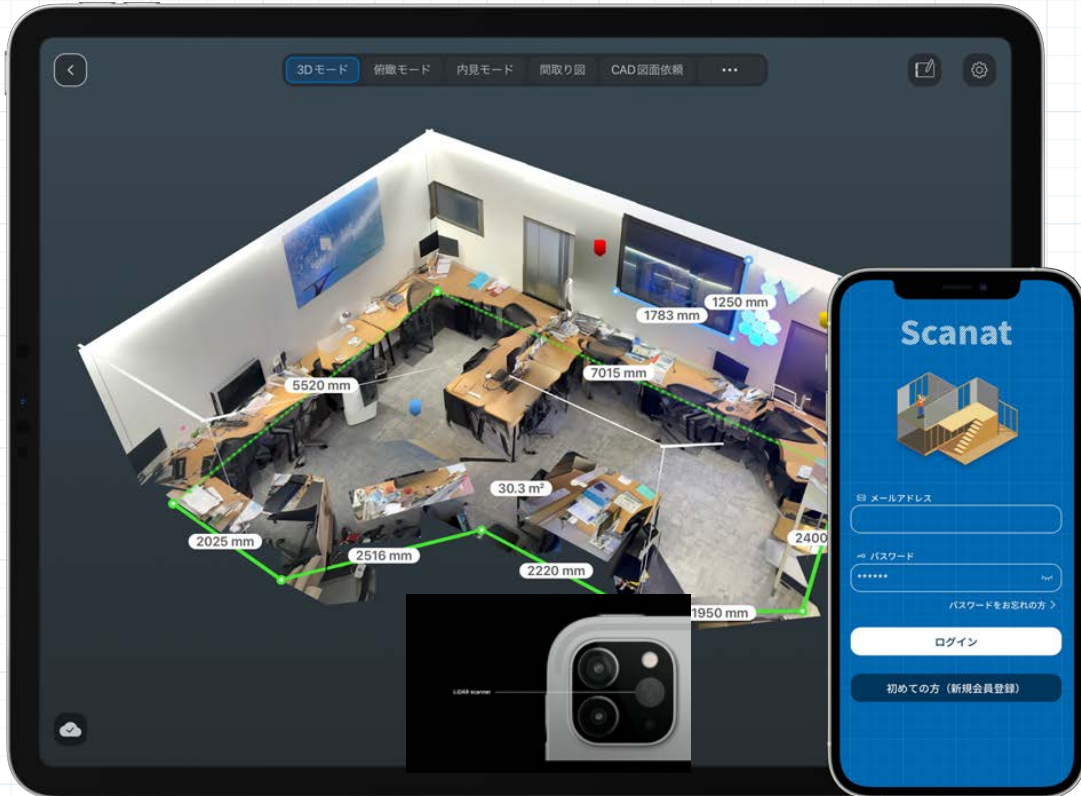 3Dモード
俯瞰モード
内見モード
間取り図
CAD図面依頼
•••
1250 mm
1783 mm
7015 mm
5520 mm
30.3 m²
2400
2025 mm
2516 mm
2220 mm
1950 mm
LiDAR scanner
Scanat
メールアドレス
パスワード
******
パスワードをお忘れの方 >
ログイン
初めての方（新規会員登録）